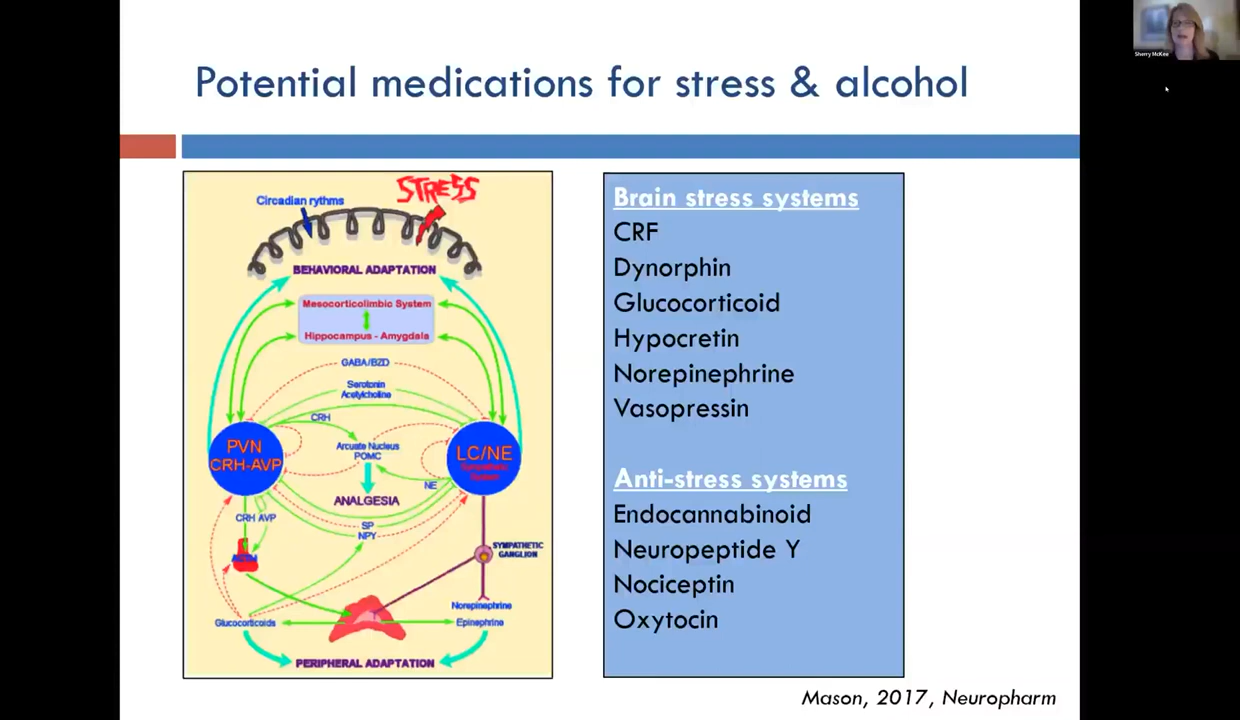 Sherry McKee
Potential medications for stress & alcohol
STRESS
Circadian rythms
BEHAVIORAL ADAPTATION
Mesocorticolimbic System
Hippocampus - Amygdala
GABA/BZD
Serotonin
Acetylcholine
CRH
PVN
CRH-AVP
Arcuate Nucleus
POMC
LC/NE
System
NE
ANALGESIA
CRH AVP
SP
NPY
SYMPATHETIC
GANGLION
Norepinephrine
Glucocorticoids
Epinephrine
PERIPHERAL ADAPTATION
Brain stress systems
CRF
Dynorphin
Glucocorticoid
Hypocretin
Norepinephrine
Vasopressin
Anti-stress systems
Endocannabinoid
Neuropeptide Y
Nociceptin
Oxytocin
Mason, 2017, Neuropharm